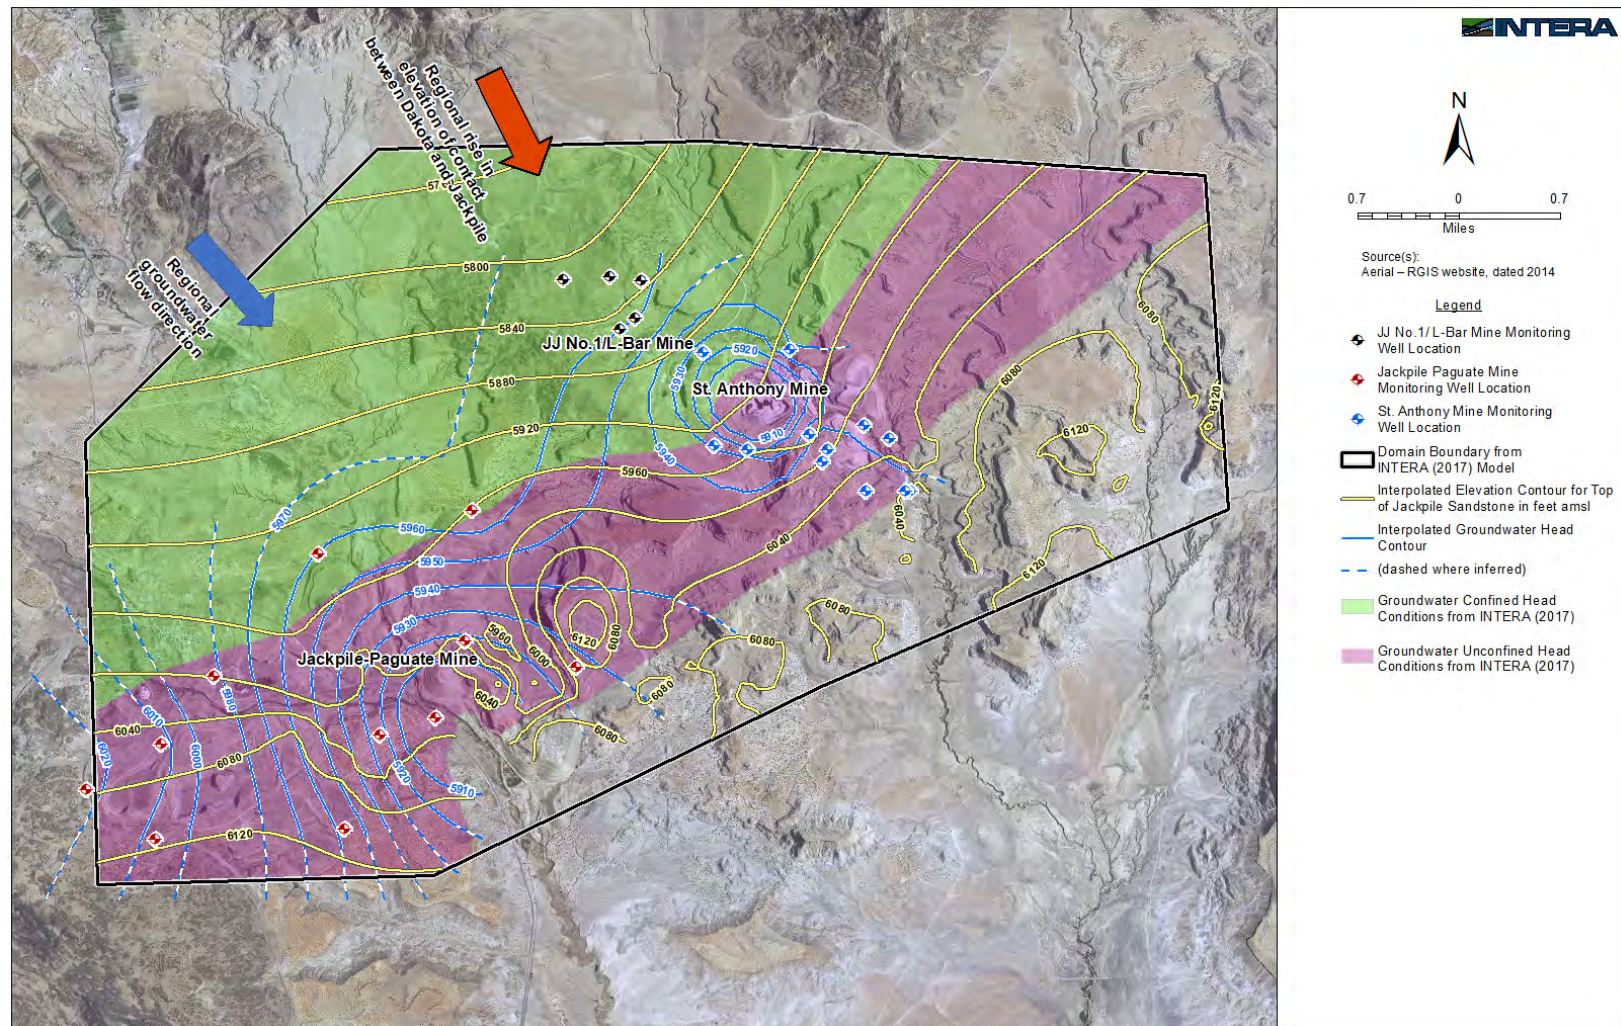 INTERA
N
0.7 0 0.7
Miles
Source(s):
Aerial – RGIS website, dated 2014
Legend
JJ No.1/ L-Bar Mine Monitoring
Well Location
Jackpile Paguate Mine
Monitoring Well Location
St. Anthony Mine Monitoring
Well Location
Domain Boundary from
INTERA (2017) Model
Interpolated Elevation Contour for Top
of Jackpile Sandstone in feet amsl
Interpolated Groundwater Head
Contour
(dashed where inferred)
Groundwater Confined Head
Conditions from INTERA (2017)
Groundwater Unconfined Head
Conditions from INTERA (2017)
Regional rise in
elevation of contact
between Dakota and Jackpile
Regional
groundwater
flow direction
5800
5840
5880
5920
5960
JJ No.1/L-Bar Mine
St. Anthony Mine
Jackpile-Paguate Mine
5920
5930
5910
5940
5970
5960
5950
5940
5930
5960
6000
6120
6080
6040
6040
6040
6080
6080
6120
6120
6120
6080
6080
6080
6080
5980
6010
6000
6020
6040
6080
6120
5920
5910